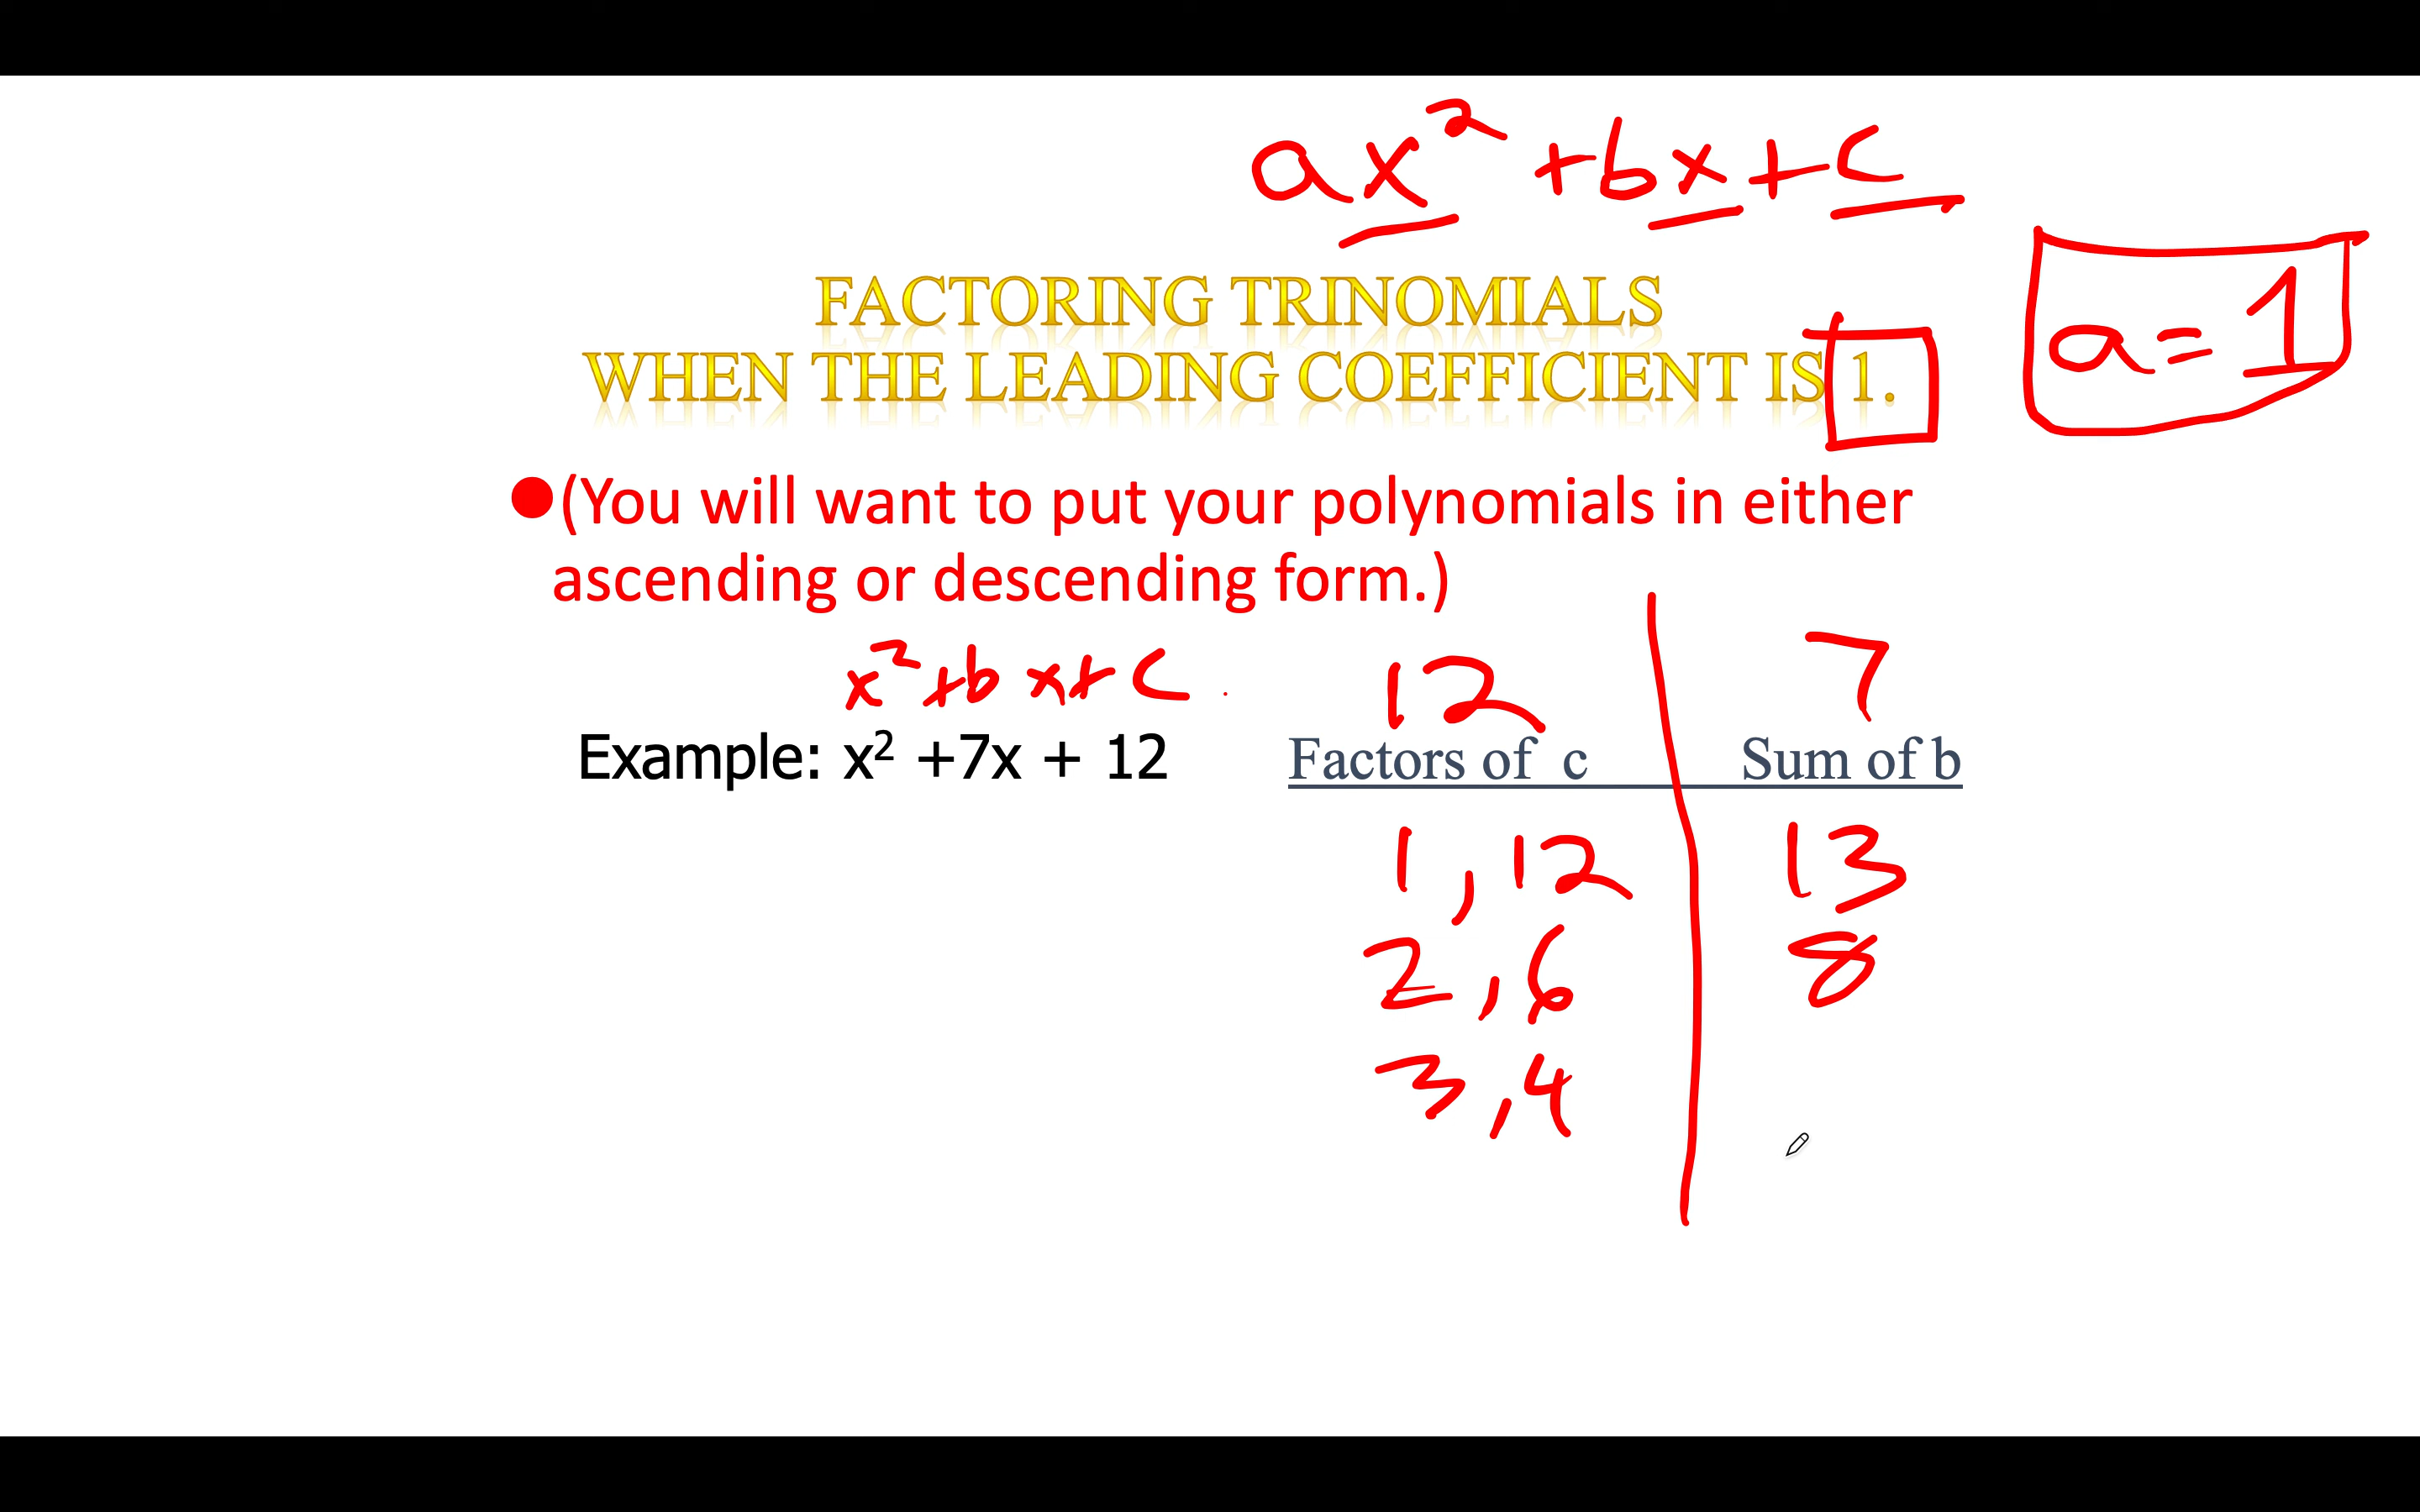 ax² +bx+c
FACTORING TRINOMIALS
WHEN THE LEADING COEFFICIENT IS 1.
a=1
(You will want to put your polynomials in either
ascending or descending form.)
x²+bx+c
12 7
Example: x² +7x + 12
Factors of c Sum of b
1,12 13
2,6 8
3,4